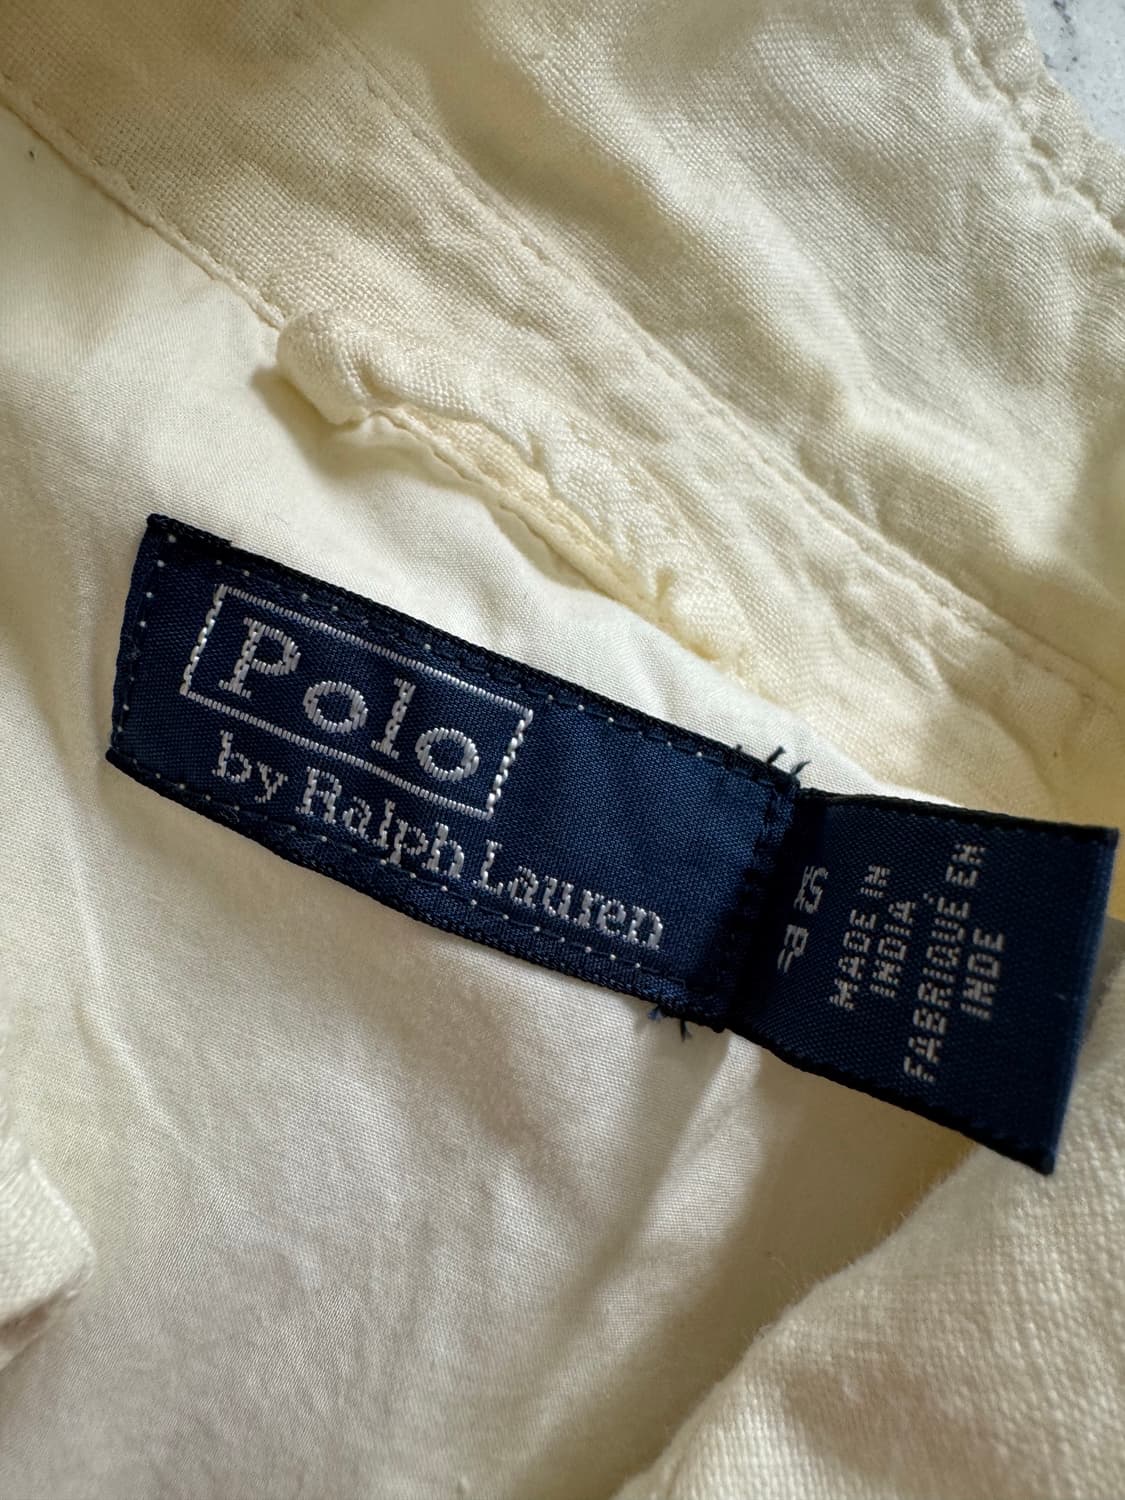 Polo
by Ralph Lauren
S P
MADE IN
INDIA
FABRIQUÉ EN
INDE